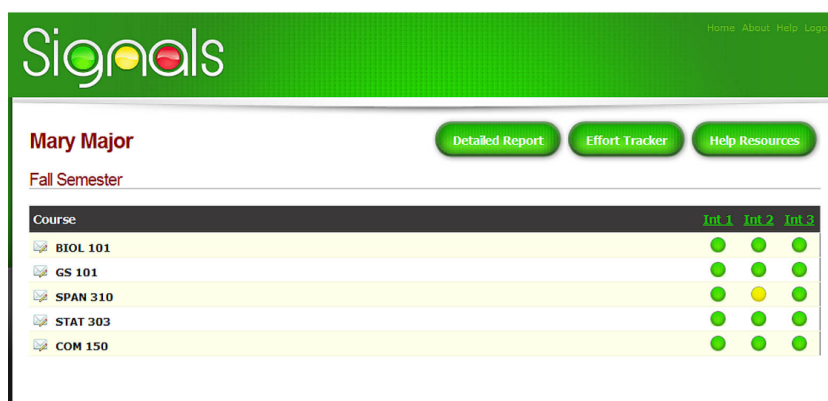 Home About Help Logo
Signals
Mary Major
Detailed Report Effort Tracker Help Resources
Fall Semester
Course Int 1 Int 2 Int 3
BIOL 101
GS 101
SPAN 310
STAT 303
COM 150